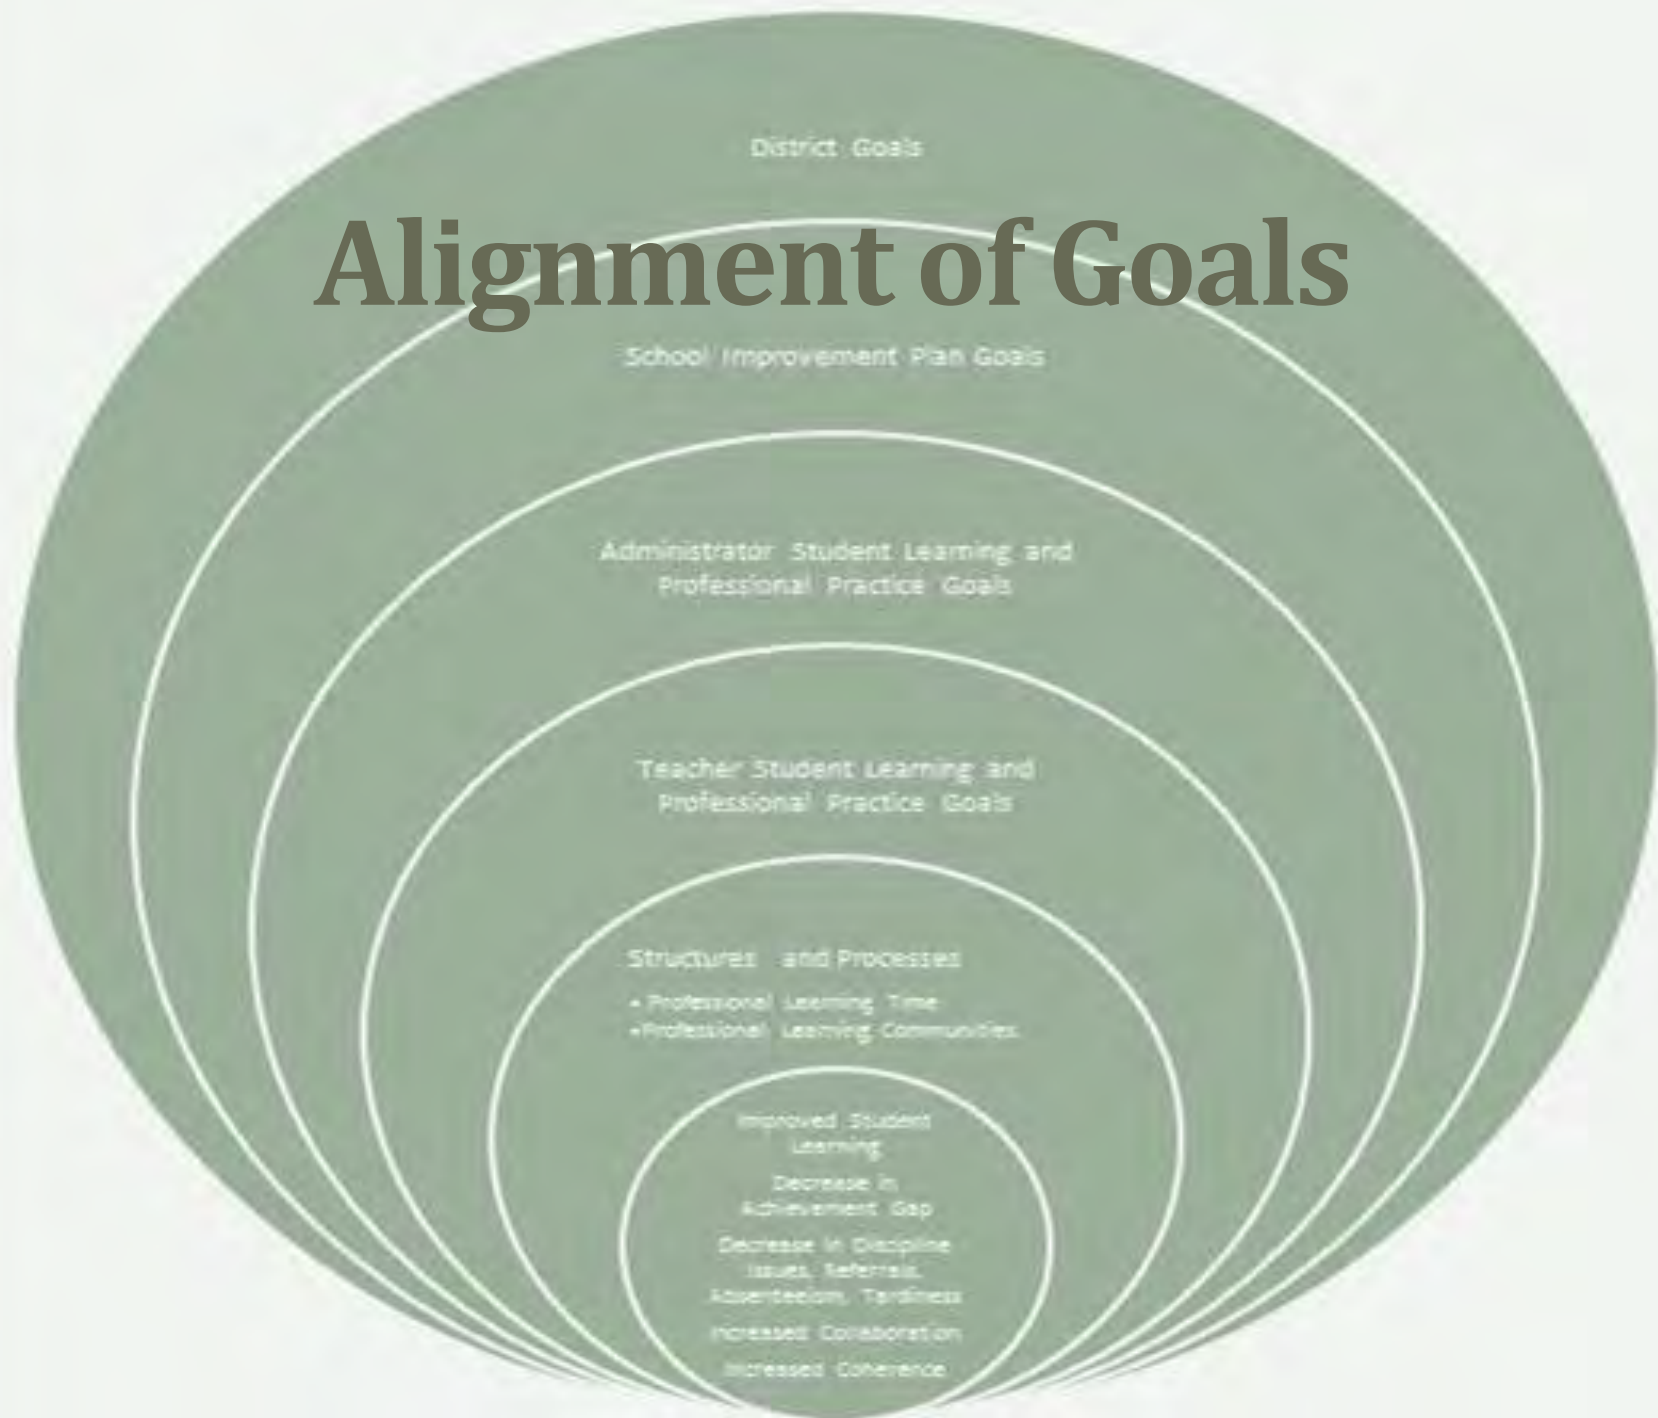 District Goals
Alignment of Goals
School Improvement Plan Goals
Administrator Student Learning and
Professional Practice Goals
Teacher Student Learning and
Professional Practice Goals
Structures and Processes
• Professional Learning Time
•Professional Learning Communities
Improved Student
Learning
Decrease in
Achievement Gap
Decrease in Discipline
Issues, Referrals,
Absenteeism, Tardiness
Increased Collaboration
Increased Coherence